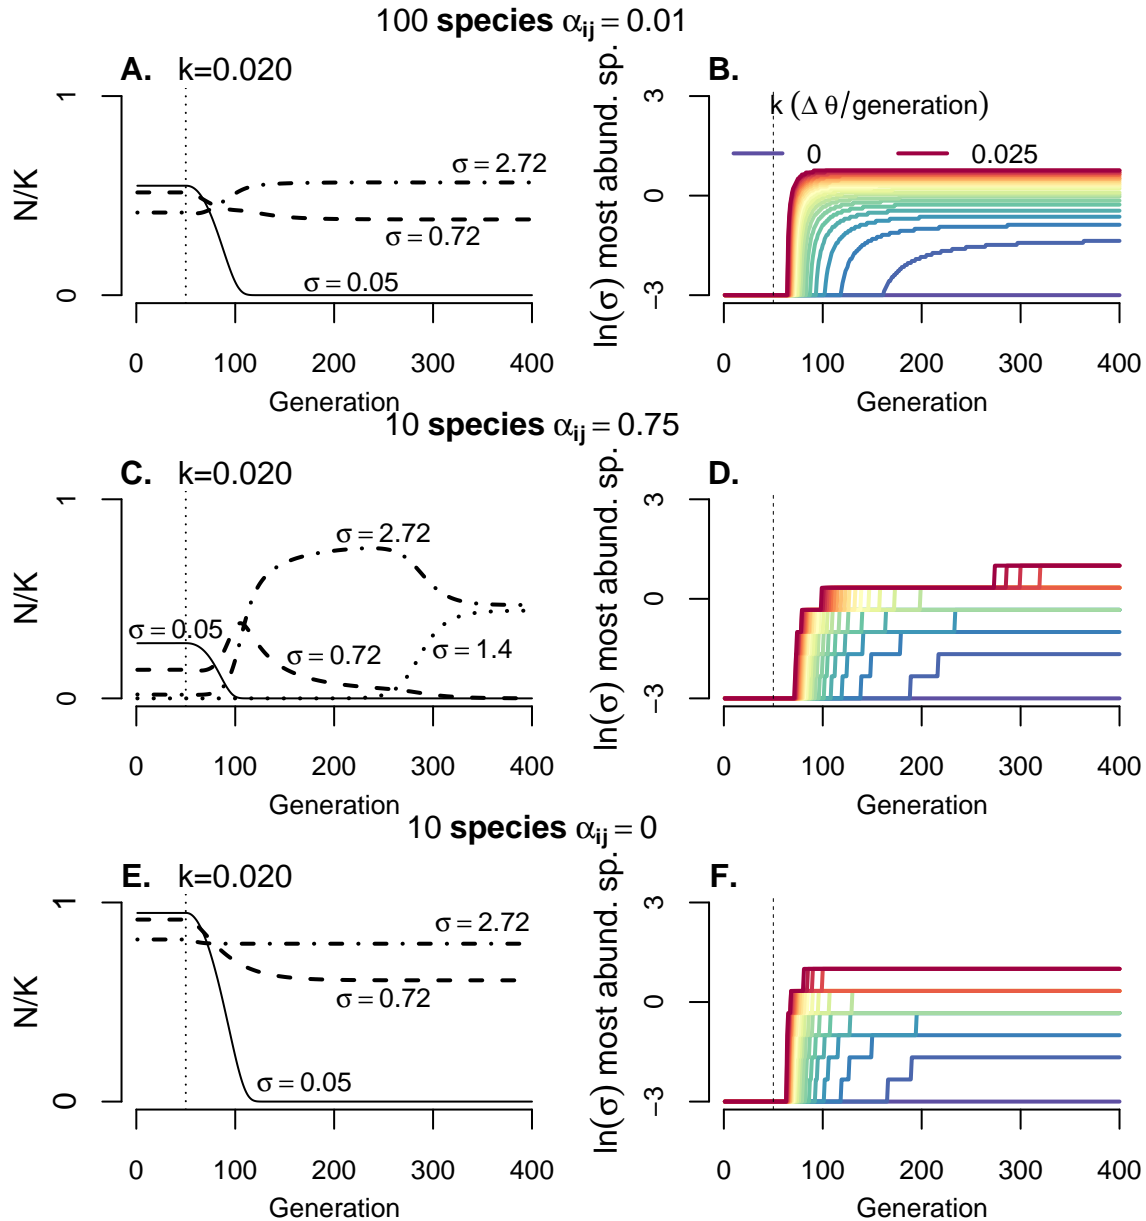 100 species αij = 0.01
A. k=0.020
N/K
1
0
σ = 2.72
σ = 0.72
σ = 0.05
0 100 200 300 400
Generation
B.
ln(σ) most abund. sp.
3
0
−3
k (Δ θ/generation)
0 0.025
0 100 200 300 400
Generation
10 species αij = 0.75
C. k=0.020
N/K
1
0
σ = 2.72
σ = 0.05
σ = 0.72
σ = 1.4
0 100 200 300 400
Generation
D.
ln(σ) most abund. sp.
3
0
−3
0 100 200 300 400
Generation
10 species αij = 0
E. k=0.020
N/K
1
0
σ = 2.72
σ = 0.72
σ = 0.05
0 100 200 300 400
Generation
F.
ln(σ) most abund. sp.
3
0
−3
0 100 200 300 400
Generation